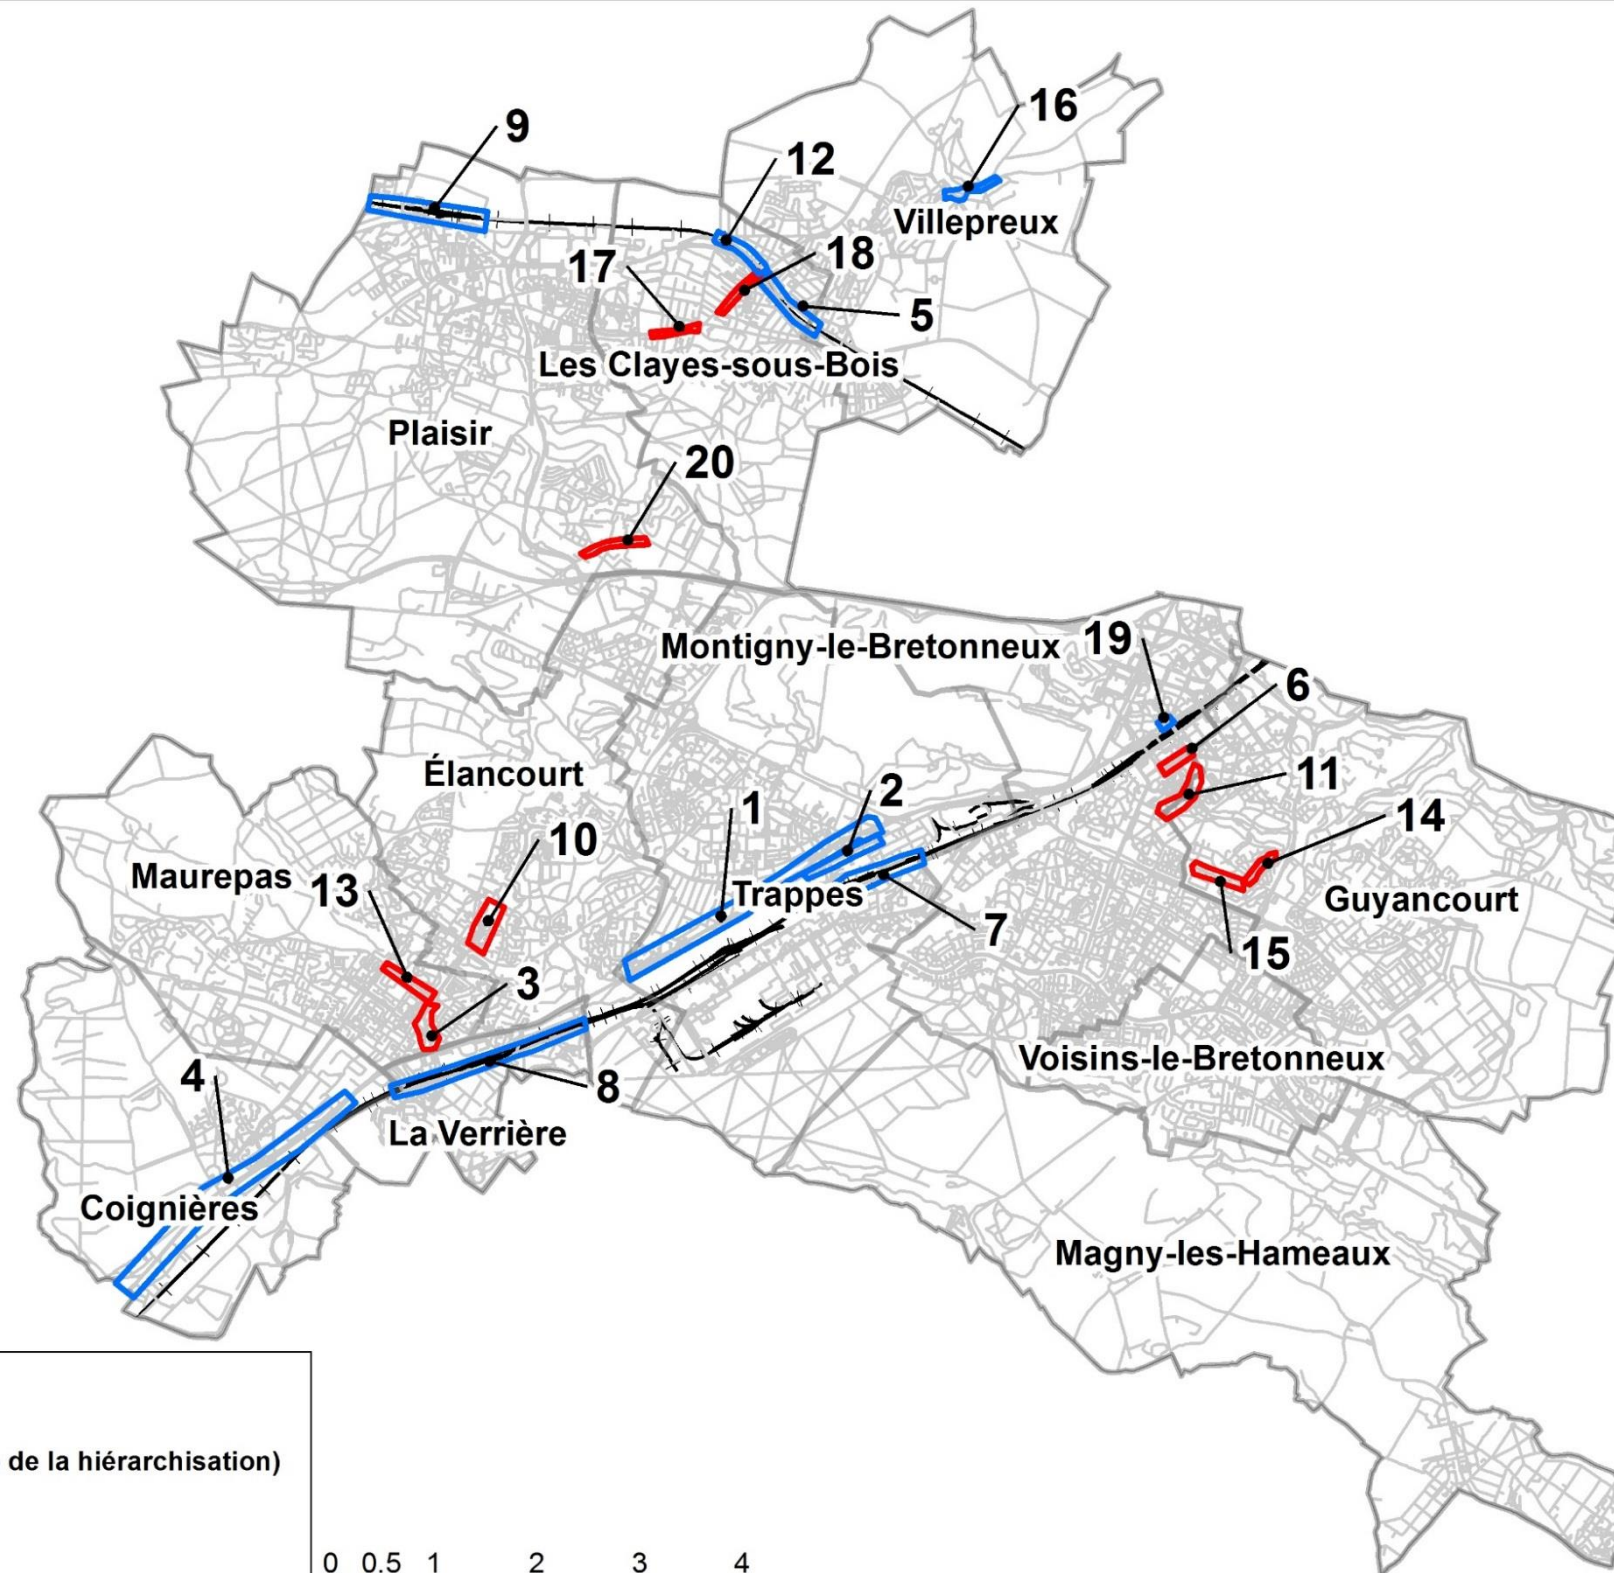 16
9
12
Villepreux
18
17
5
Les Clayes-sous-Bois
Plaisir
20
Montigny-le-Bretonneux
19
6
Élancourt
11
2
1
14
10
Maurepas
13
Trappes
Guyancourt
7
15
3
Voisins-le-Bretonneux
4
8
La Verrière
Coignières
Magny-les-Hameaux
de la hiérarchisation)
0 0.5 1 2 3 4